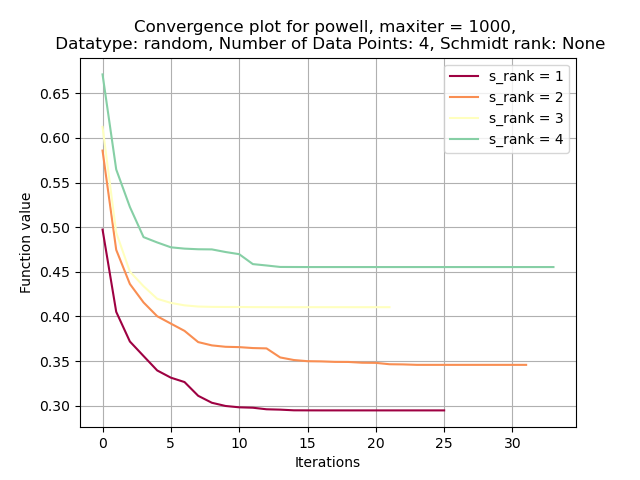 Convergence plot for powell, maxiter = 1000,
Datatype: random, Number of Data Points: 4, Schmidt rank: None
s_rank = 1
s_rank = 2
s_rank = 3
s_rank = 4
Function value
0.65
0.60
0.55
0.50
0.45
0.40
0.35
0.30
0 5 10 15 20 25 30
Iterations